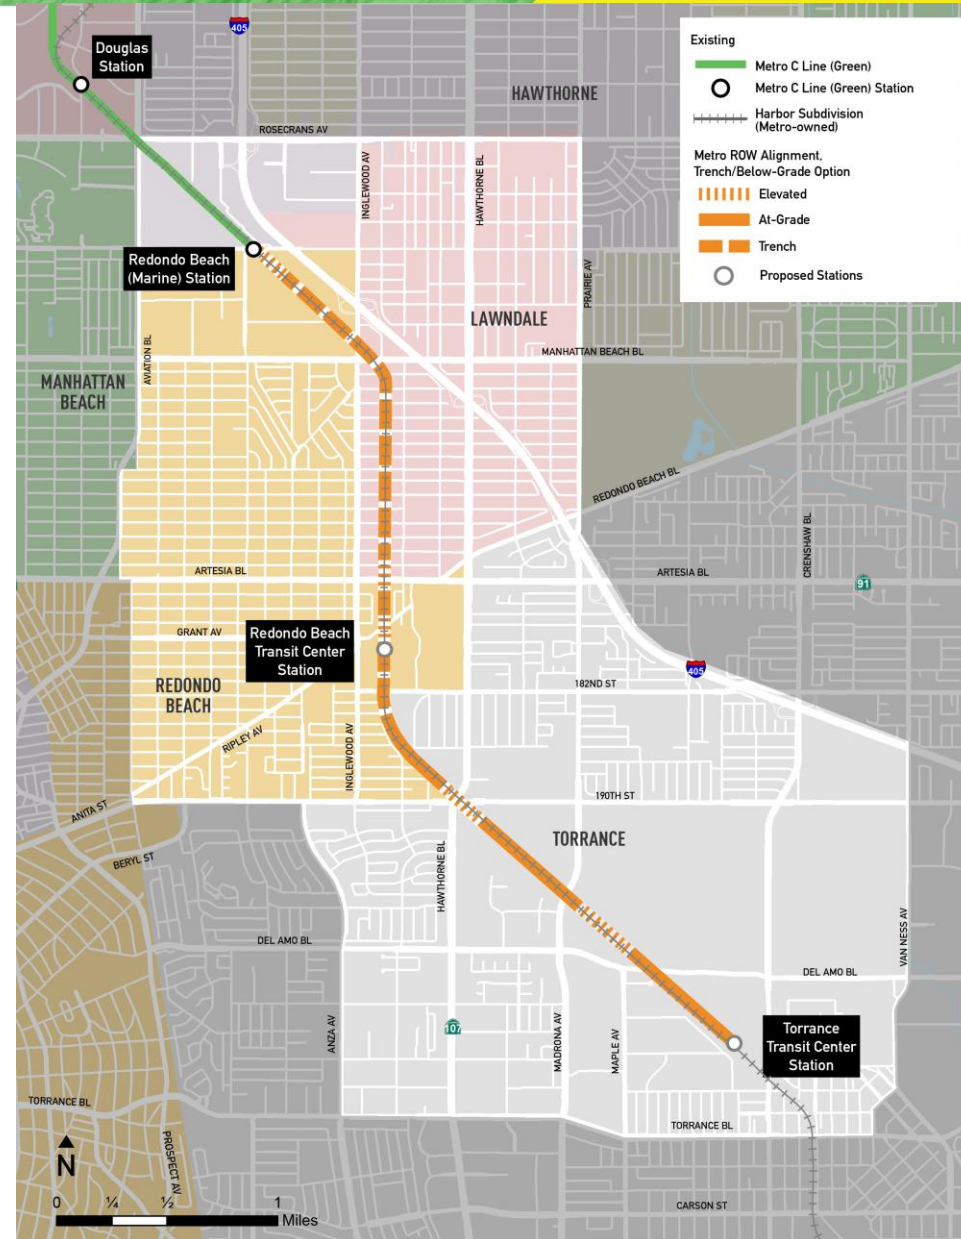 405
Douglas
Station
HAWTHORNE
Existing
Metro C Line (Green)
Metro C Line (Green) Station
Harbor Subdivision
(Metro-owned)
Metro ROW Alignment,
Trench/Below-Grade Option
Elevated
At-Grade
Trench
Proposed Stations
ROSECRANS AV
INGLEWOOD AV
HAWTHORNE BL
PRAIRIE AV
Redondo Beach
(Marine) Station
LAWNDALE
AVIATION BL
MANHATTAN BEACH BL
MANHATTAN
BEACH
REDONDO BEACH BL
CRENSHAW BL
ARTESIA BL
ARTESIA BL
91
GRANT AV
Redondo Beach
Transit Center
Station
405
182ND ST
REDONDO
BEACH
RIPLEY AV
INGLEWOOD AV
190TH ST
ANITA ST
TORRANCE
BERYL ST
HAWTHORNE BL
VAN NESS AV
DEL AMO BL
DEL AMO BL
ANZA AV
107
MADRONA AV
MAPLE AV
Torrance
Transit Center
Station
TORRANCE BL
TORRANCE BL
PROSPECT AV
N
0 ¼ ½ 1
Miles
CARSON ST